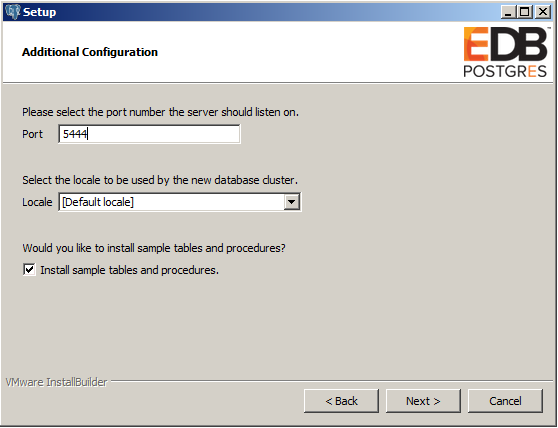 Setup
Additional Configuration
EDB™
POSTGRES
Please select the port number the server should listen on.
Port 5444
Select the locale to be used by the new database cluster.
Locale [Default locale]
Would you like to install sample tables and procedures?
Install sample tables and procedures.
VMware InstallBuilder
< Back Next > Cancel